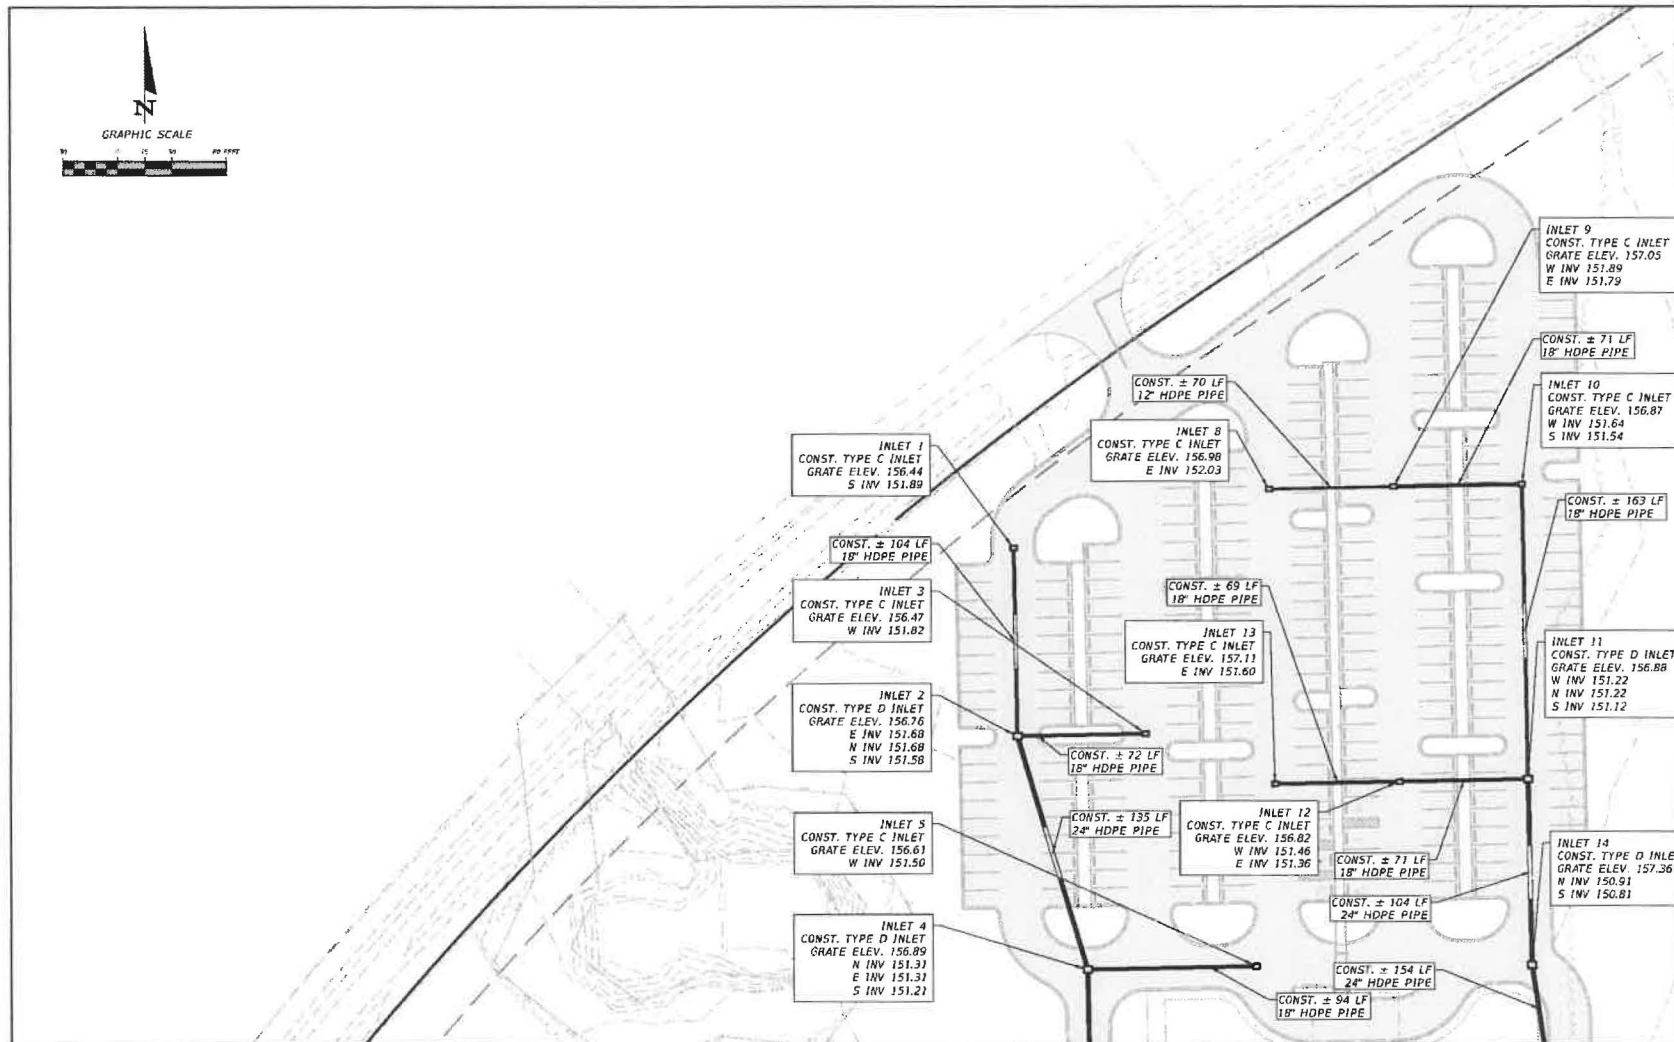 N
GRAPHIC SCALE
INLET 9
CONST. TYPE C INLET
GRATE ELEV. 157.05
W INV 151.89
E INV 151.79
CONST. ± 71 LF
18" HDPE PIPE
CONST. ± 70 LF
12" HDPE PIPE
INLET 10
CONST. TYPE C INLET
GRATE ELEV. 156.87
W INV 151.64
S INV 151.54
INLET 8
CONST. TYPE C INLET
GRATE ELEV. 156.98
E INV 152.03
INLET 1
CONST. TYPE C INLET
GRATE ELEV. 156.44
S INV 151.89
CONST. ± 163 LF
18" HDPE PIPE
CONST. ± 104 LF
18" HDPE PIPE
INLET 3
CONST. TYPE C INLET
GRATE ELEV. 156.47
W INV 151.82
CONST. ± 69 LF
18" HDPE PIPE
INLET 13
CONST. TYPE C INLET
GRATE ELEV. 157.11
E INV 151.60
INLET 11
CONST. TYPE D INLET
GRATE ELEV. 156.88
W INV 151.22
N INV 151.22
S INV 151.12
INLET 2
CONST. TYPE D INLET
GRATE ELEV. 156.76
E INV 151.68
N INV 151.68
S INV 151.58
CONST. ± 72 LF
18" HDPE PIPE
INLET 5
CONST. TYPE C INLET
GRATE ELEV. 156.61
W INV 151.50
CONST. ± 135 LF
24" HDPE PIPE
INLET 12
CONST. TYPE C INLET
GRATE ELEV. 156.82
W INV 151.46
E INV 151.36
CONST. ± 71 LF
18" HDPE PIPE
INLET 14
CONST. TYPE D INLE
GRATE ELEV. 157.36
N INV 150.91
S INV 150.81
CONST. ± 104 LF
24" HDPE PIPE
INLET 4
CONST. TYPE D INLET
GRATE ELEV. 156.89
N INV 151.31
E INV 151.31
S INV 151.21
CONST. ± 154 LF
24" HDPE PIPE
CONST. ± 94 LF
18" HDPE PIPE